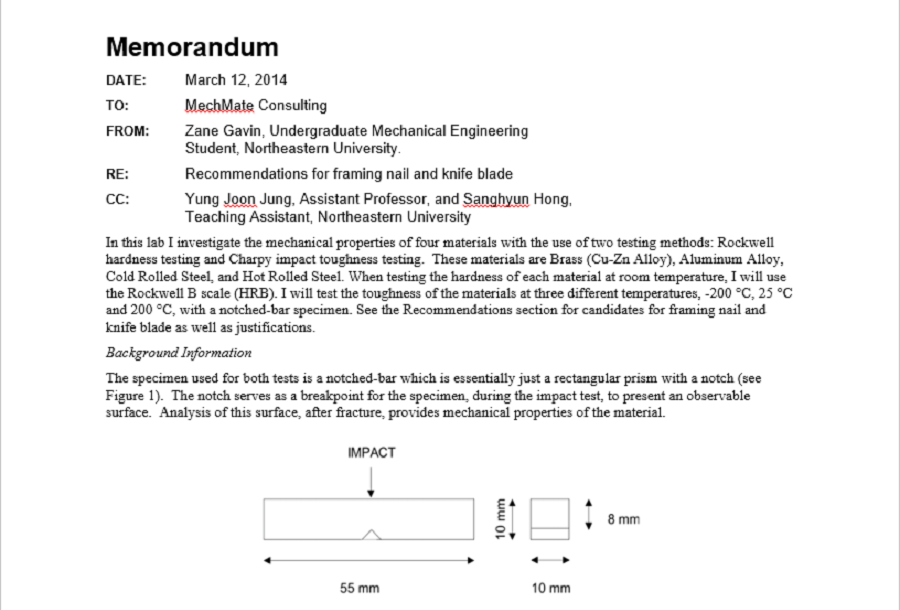 Memorandum
DATE: March 12, 2014
TO: MechMate Consulting
FROM: Zane Gavin, Undergraduate Mechanical Engineering
Student, Northeastern University.
RE: Recommendations for framing nail and knife blade
CC: Yung Joon Jung, Assistant Professor, and Sanghyun Hong,
Teaching Assistant, Northeastern University
In this lab I investigate the mechanical properties of four materials with the use of two testing methods: Rockwell
hardness testing and Charpy impact toughness testing. These materials are Brass (Cu-Zn Alloy), Aluminum Alloy,
Cold Rolled Steel, and Hot Rolled Steel. When testing the hardness of each material at room temperature, I will use
the Rockwell B scale (HRB). I will test the toughness of the materials at three different temperatures, -200 °C, 25 °C
and 200 °C, with a notched-bar specimen. See the Recommendations section for candidates for framing nail and
knife blade as well as justifications.
Background Information
The specimen used for both tests is a notched-bar which is essentially just a rectangular prism with a notch (see
Figure 1). The notch serves as a breakpoint for the specimen, during the impact test, to present an observable
surface. Analysis of this surface, after fracture, provides mechanical properties of the material.
IMPACT
10 mm
8 mm
55 mm
10 mm